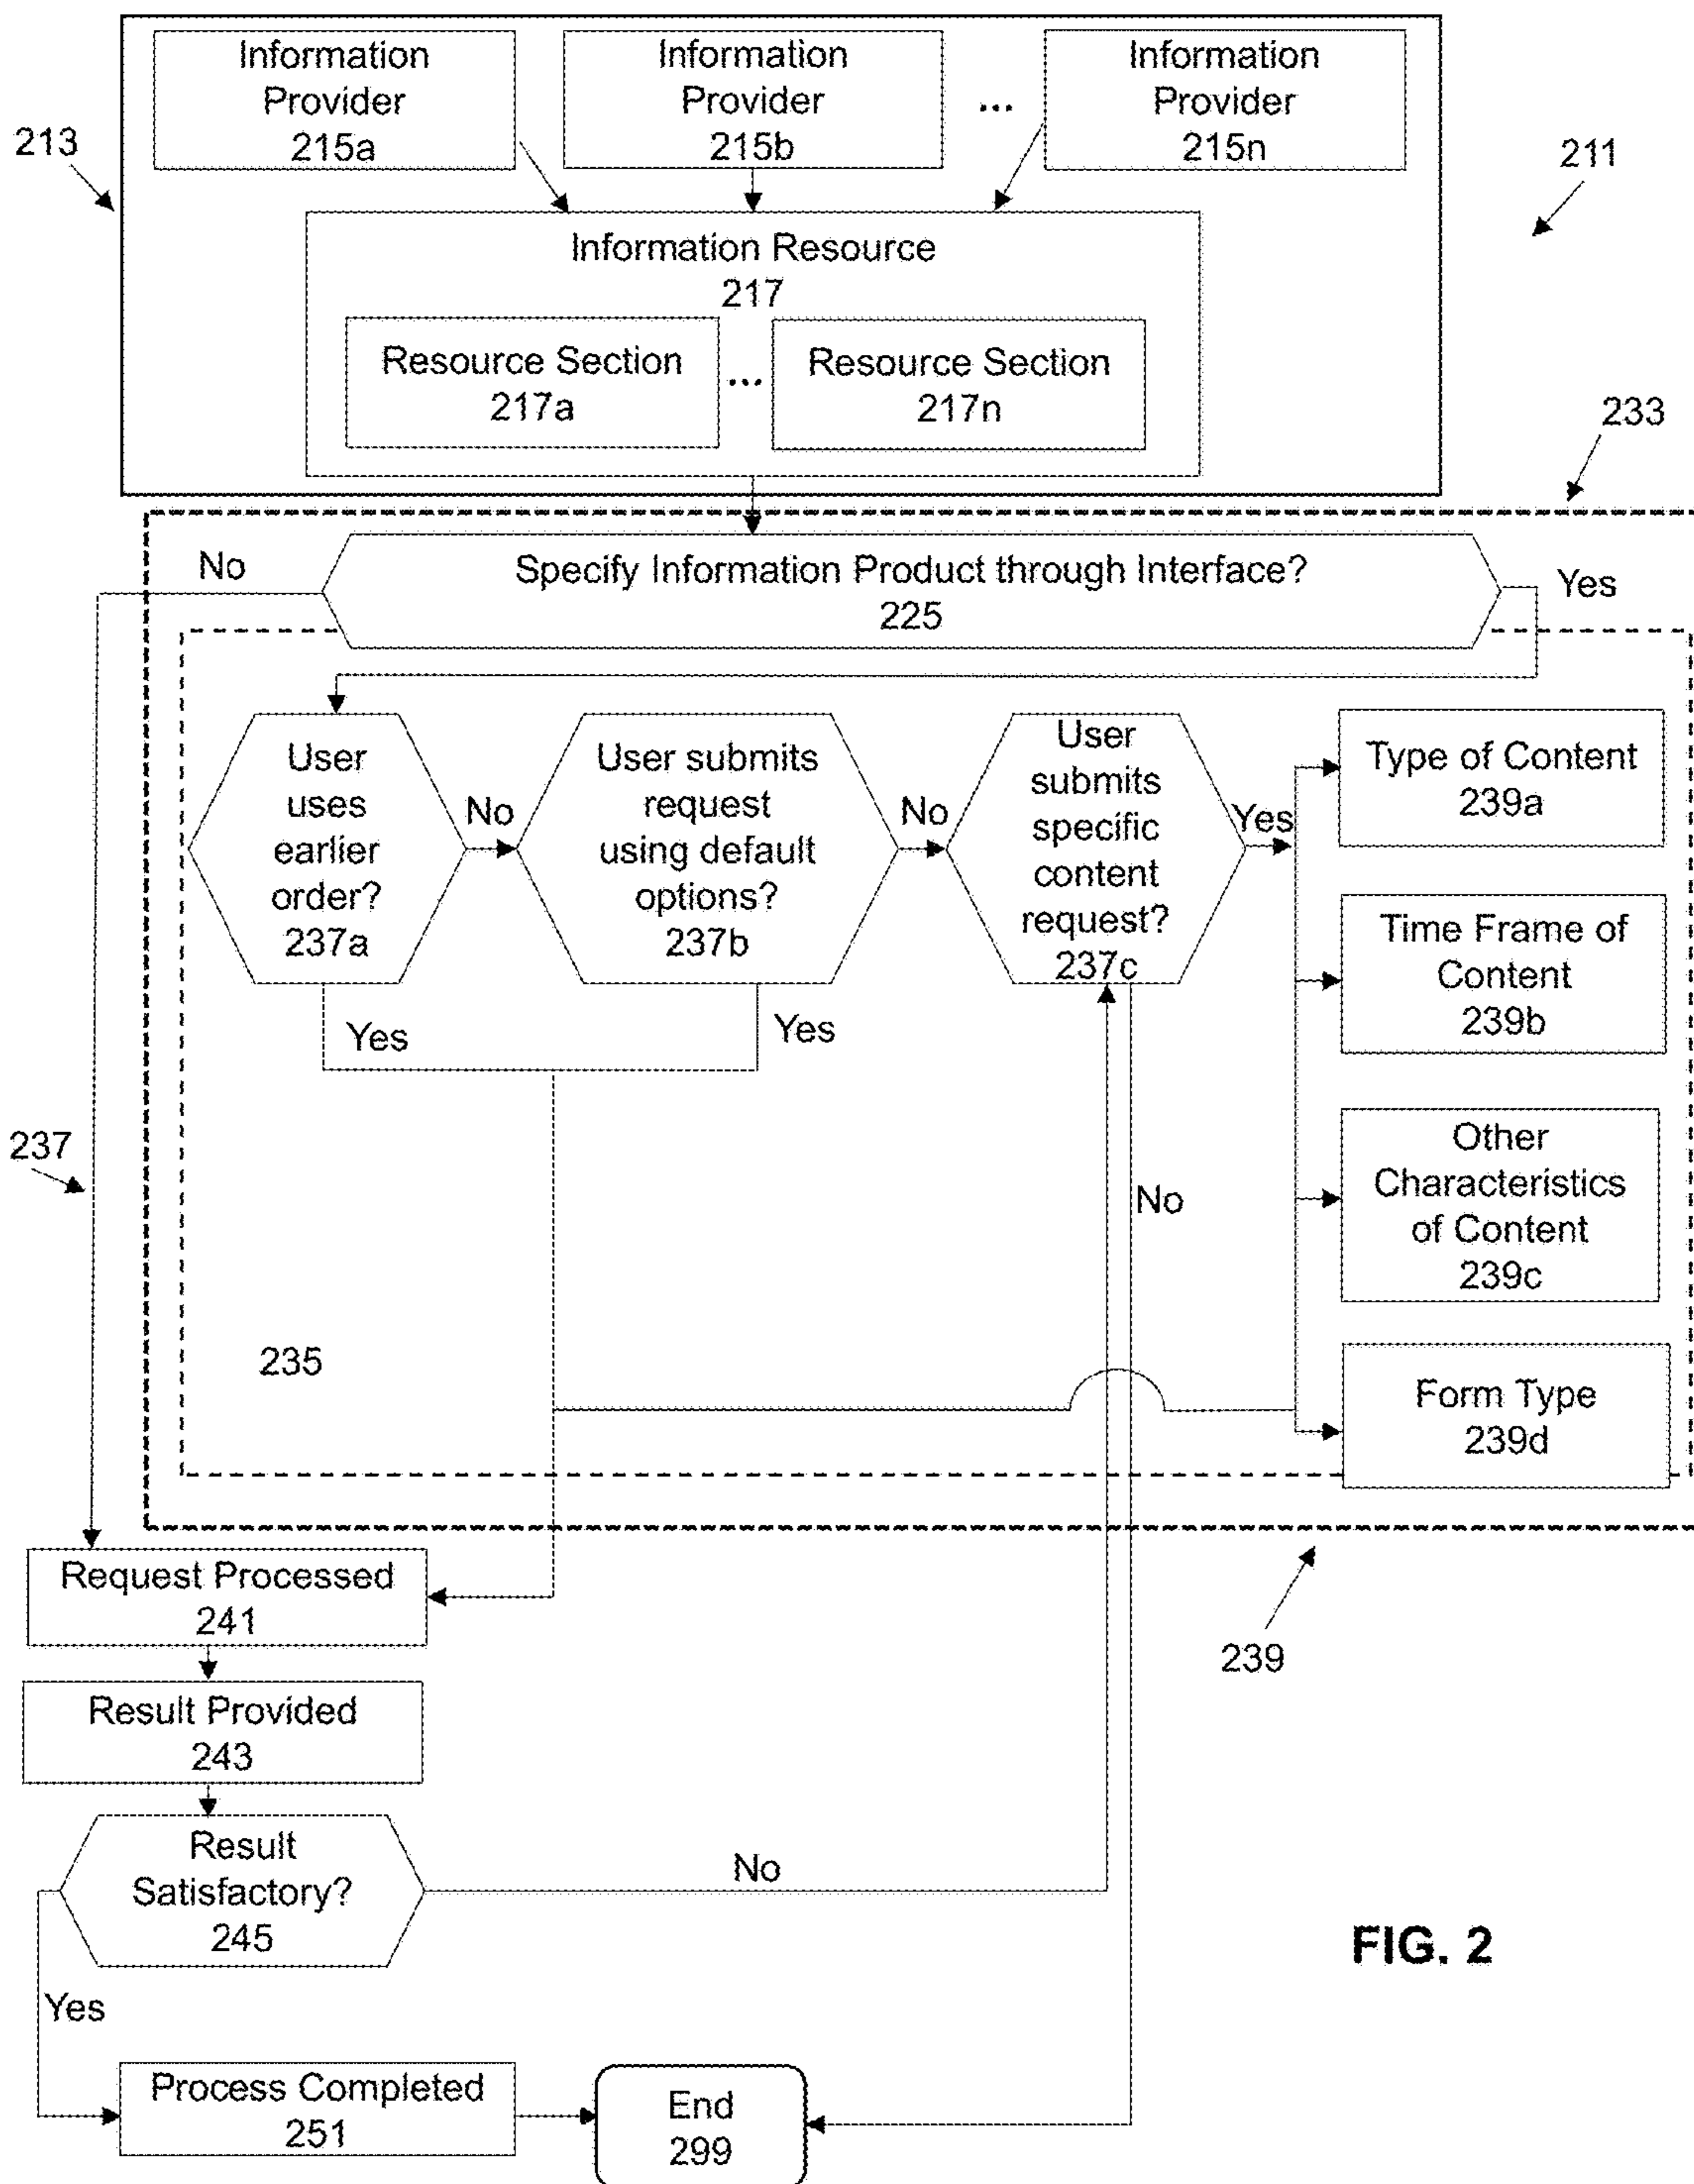 Information
Provider
215a
Information
Provider
215b
...
Information
Provider
215n
213
211
Information Resource
217
Resource Section
217a
...
Resource Section
217n
233
No
Specify Information Product through Interface?
225
Yes
User
uses
earlier
order?
237a
No
User submits
request
using default
options?
237b
No
User
submits
specific
content
request?
237c
Yes
Type of Content
239a
Time Frame of
Content
239b
Other
Characteristics
of Content
239c
Form Type
239d
Yes
Yes
237
No
235
Request Processed
241
239
Result Provided
243
Result
Satisfactory?
245
No
Yes
Process Completed
251
End
299
FIG. 2